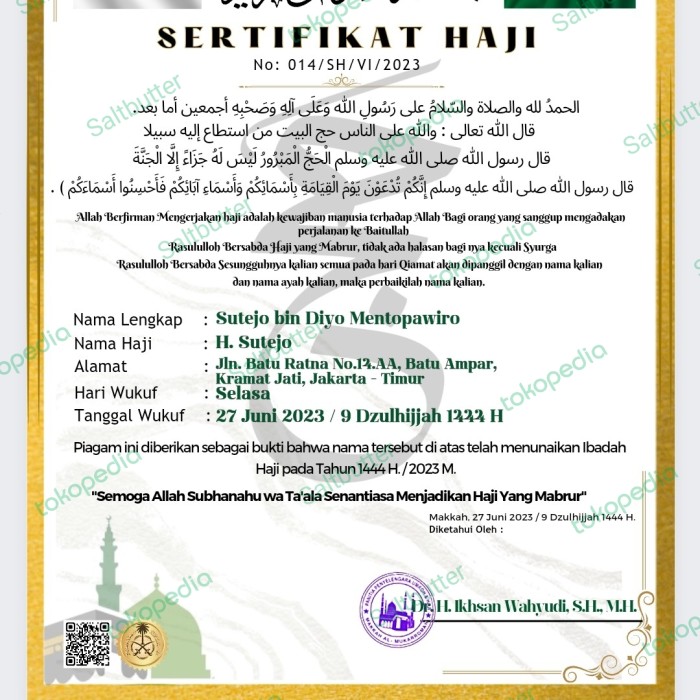 SERTIFIKAT HAJI
No: 014/SH/VI/2023
الحمدُ لله والصلاة والسّلامُ على رَسُولِ اللّه وَعَلَى آلِهِ وَصَحْبِهِ أجمعين أما بعد.
قال اللّه تعالى : وللّه على الناس حج البيت من استطاع إليه سبيلا
قال رسول اللّه صلى اللّه عليه وسلم الْحَجُّ الْمَبْرُورُ لَيْسَ لَهُ جَزَاءٌ إِلَّا الْجَنَّةَ
قال رسول اللّه صلى اللّه عليه وسلم إِنَّكُمْ تُدْعَوْنَ يَوْمَ الْقِيَامَةِ بِأَسْمَائِكُمْ وَأَسْمَاءِ آبَائِكُمْ فَأَحْسِنُوا أَسْمَاءَكُمْ ) .
Allah Berfirman Mengerjakan haji adalah kewajiban manusia terhadap Allah Bagi orang yang sanggup mengadakan
perjalanan ke Baitullah
Rasululloh Bersabda Haji yang Mabrur, tidak ada balasan bagi nya kecuali Syurga
Rasululloh Bersabda Sesungguhnya kalian semua pada hari Qiamat akan dipanggil dengan nama kalian
dan nama ayah kalian, maka perbaikilah nama kalian.
Nama Lengkap : Sutejo bin Diyo Mentopawiro
Nama Haji : H. Sutejo
Alamat : Jln. Batu Ratna No.14.AA, Batu Ampar,
Kramat Jati, Jakarta - Timur
Hari Wukuf : Selasa
Tanggal Wukuf : 27 Juni 2023 / 9 Dzulhijjah 1444 H
Piagam ini diberikan sebagai bukti bahwa nama tersebut di atas telah menunaikan Ibadah
Haji pada Tahun 1444 H. / 2023 M.
"Semoga Allah Subhanahu wa Ta'ala Senantiasa Menjadikan Haji Yang Mabrur"
Makkah, 27 Juni 2023 / 9 Dzulhijjah 1444 H.
Diketahui Oleh :
Dr. H. Ikhsan Wahyudi, S.H., M.H.
Saltbutter
tokopedia